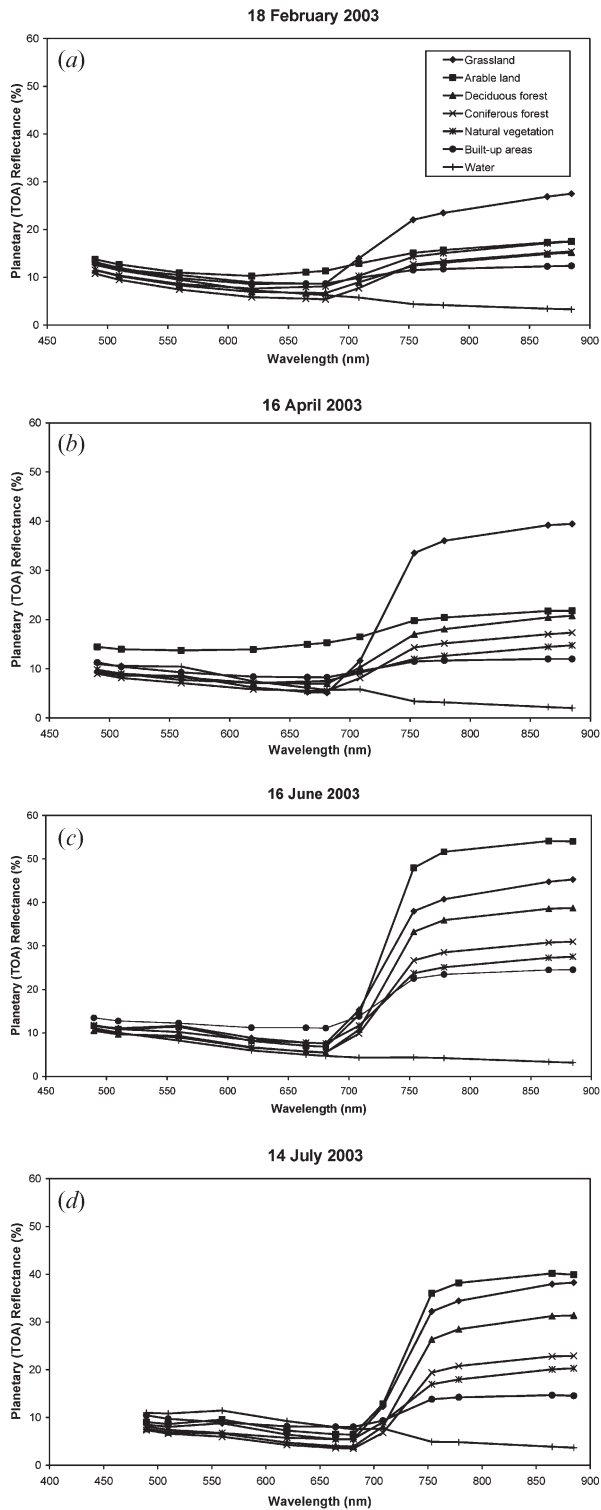 18 February 2003
(a)
Grassland
Arable land
Deciduous forest
Coniferous forest
Natural vegetation
Built-up areas
Water
Planetary (TOA) Reflectance (%)
60
50
40
30
20
10
0
450 500 550 600 650 700 750 800 850 900
Wavelength (nm)
16 April 2003
(b)
Planetary (TOA) Reflectance (%)
60
50
40
30
20
10
0
450 500 550 600 650 700 750 800 850 900
Wavelength (nm)
16 June 2003
(c)
Planetary (TOA) Reflectance (%)
60
50
40
30
20
10
0
450 500 550 600 650 700 750 800 850 900
Wavelength (nm)
14 July 2003
(d)
Planetary (TOA) Reflectance (%)
60
50
40
30
20
10
0
400 450 500 550 600 650 700 750 800 850 900
Wavelength (nm)